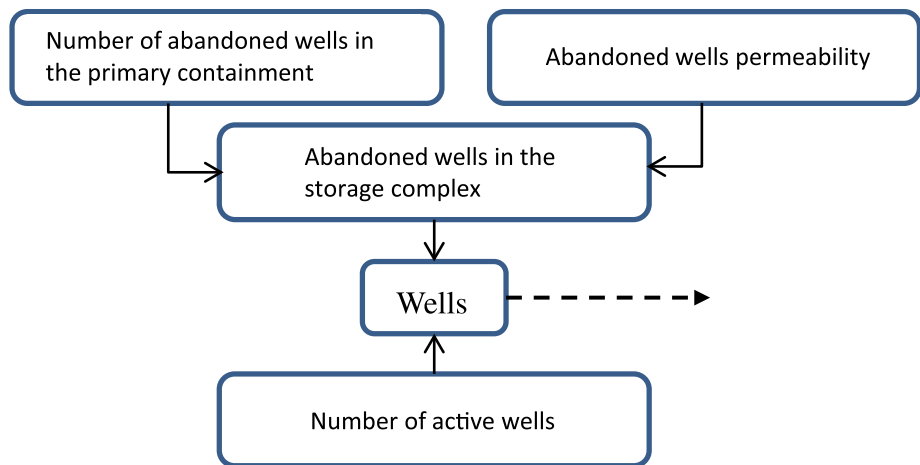 Number of abandoned wells in
the primary containment
Abandoned wells permeability
Abandoned wells in the
storage complex
Wells
Number of active wells